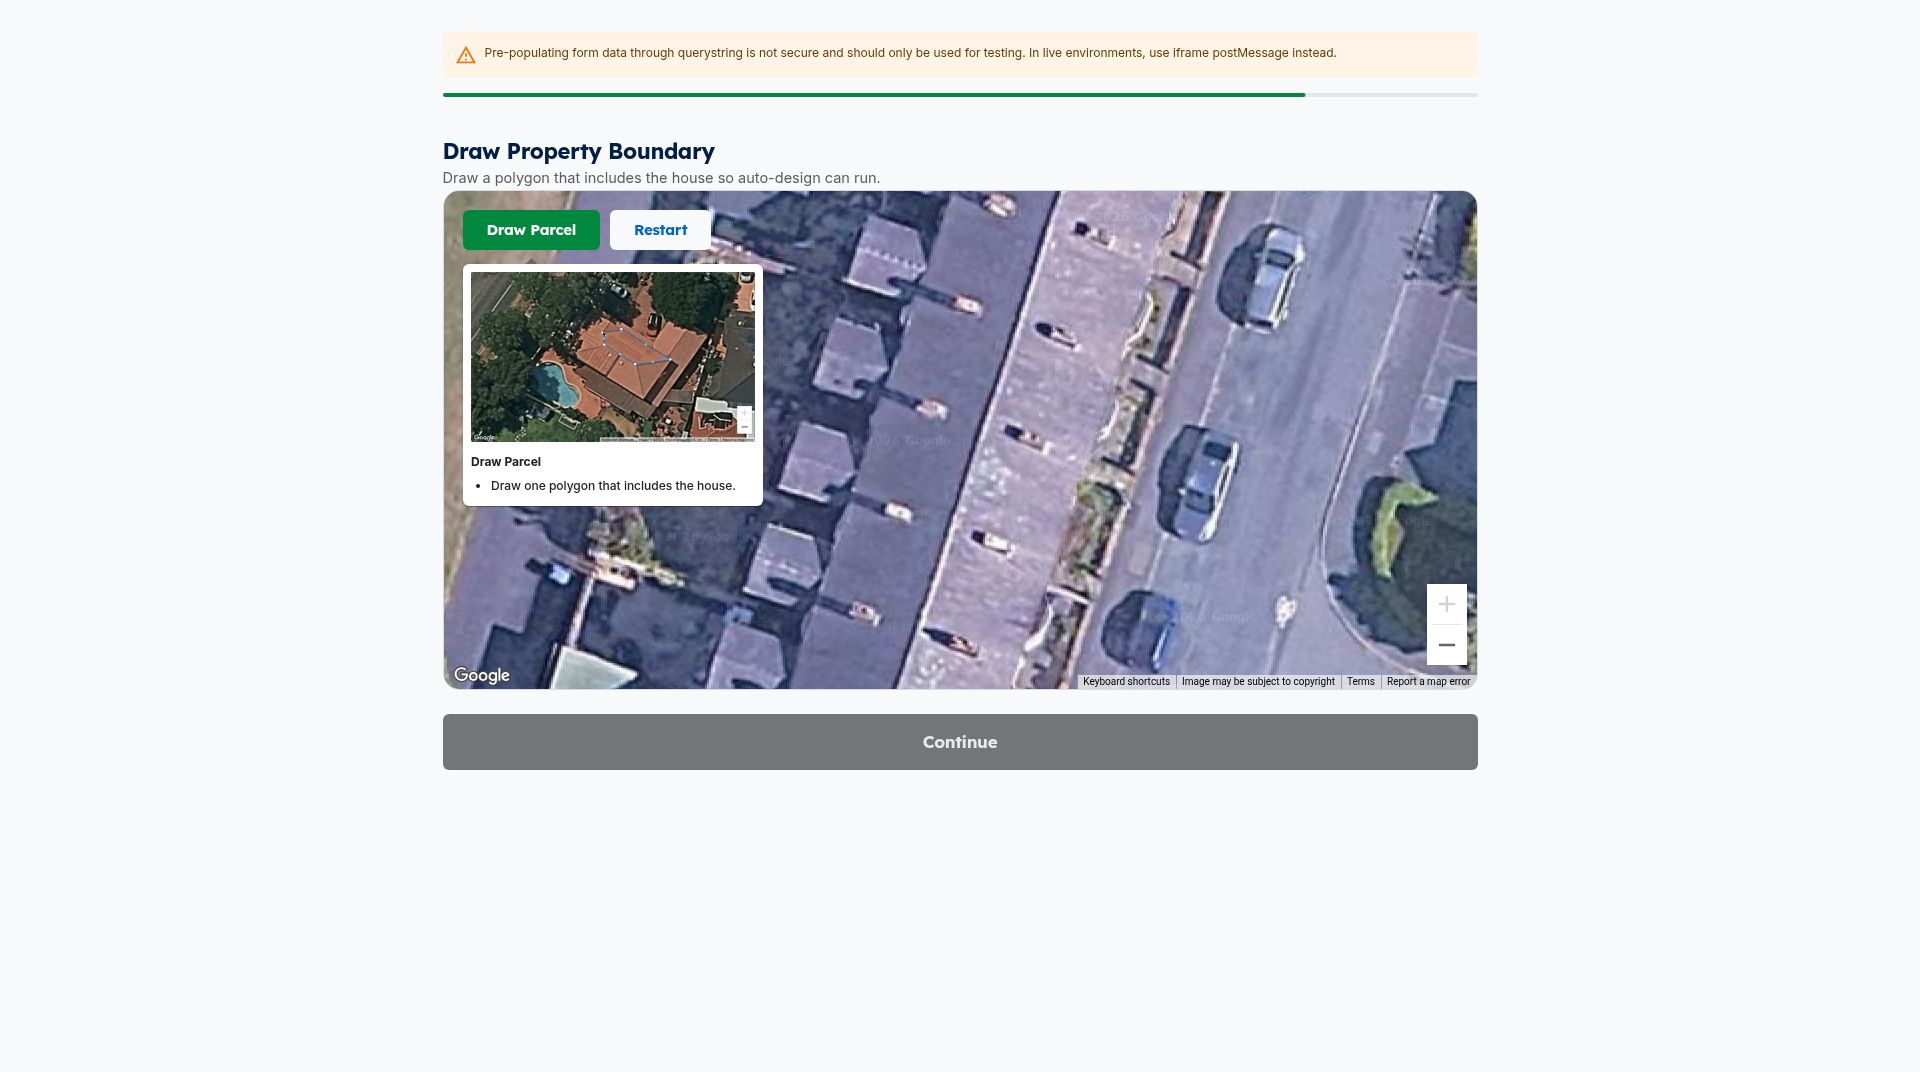 Pre-populating form data through querystring is not secure and should only be used for testing. In live environments, use iframe postMessage instead.
Draw Property Boundary
Draw a polygon that includes the house so auto-design can run.
Draw Parcel
Restart
Draw Parcel
Draw one polygon that includes the house.
2026 Google
Google
Keyboard shortcuts
Image may be subject to copyright
Terms
Report a map error
Continue